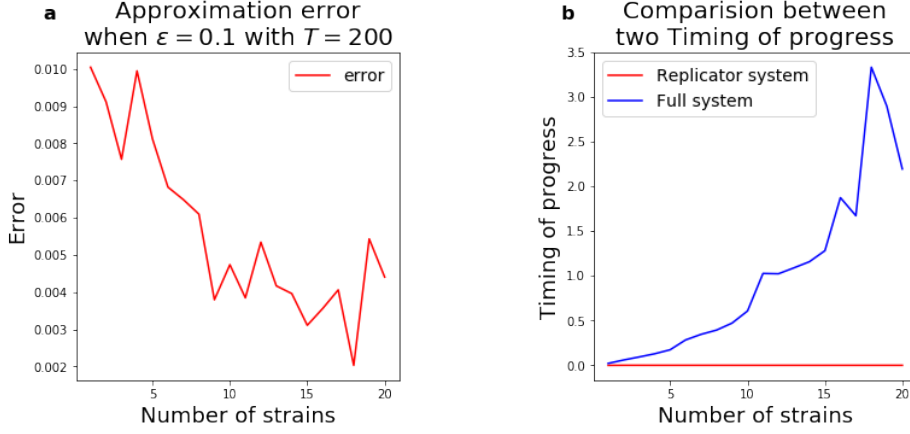 a
Approximation error
when ε = 0.1 with T = 200
error
0.010
0.009
0.008
0.007
0.006
0.005
0.004
0.003
0.002
Error
5
10
15
20
Number of strains
b
Comparision between
two Timing of progress
Replicator system
Full system
3.5
3.0
2.5
2.0
1.5
1.0
0.5
0.0
Timing of progress
5
10
15
20
Number of strains